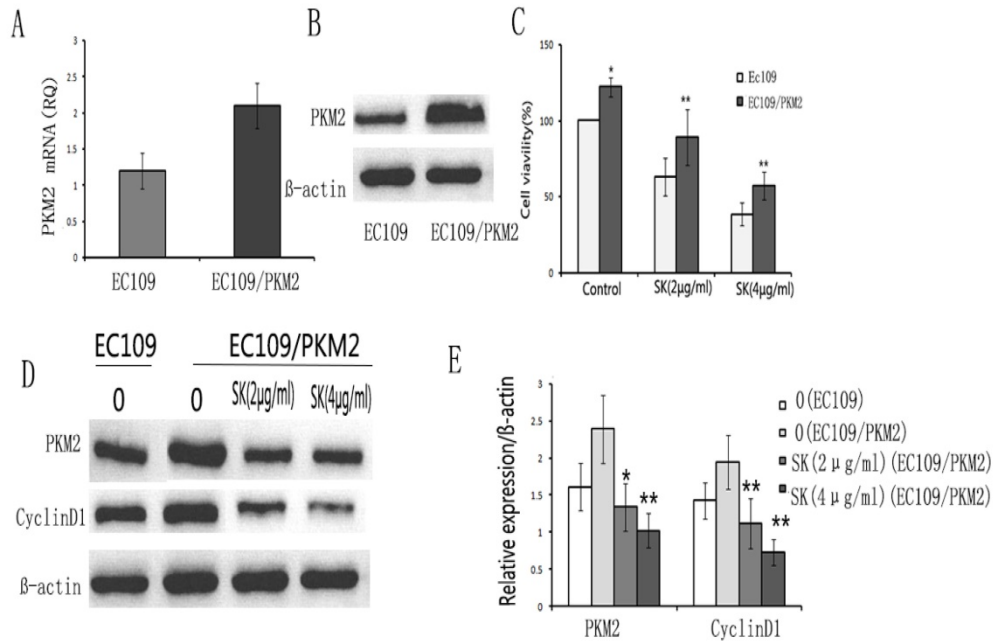 A
PKM2 mRNA (RQ)
3
2.5
2
1.5
1
0.5
0
EC109
EC109/PKM2
B
PKM2
ß-actin
EC109
EC109/PKM2
C
Cell viavility(%)
150
100
50
0
*
**
**
Ec109
EC109/PKM2
Control
SK(2μg/ml)
SK(4μg/ml)
D
EC109
EC109/PKM2
0
0
SK(2μg/ml)
SK(4μg/ml)
PKM2
CyclinD1
ß-actin
E
Relative expression/ß-actin
3
2.5
2
1.5
1
0.5
0
*
**
**
**
0(EC109)
0(EC109/PKM2)
SK(2μg/ml)(EC109/PKM2)
SK(4μg/ml)(EC109/PKM2)
PKM2
CyclinD1